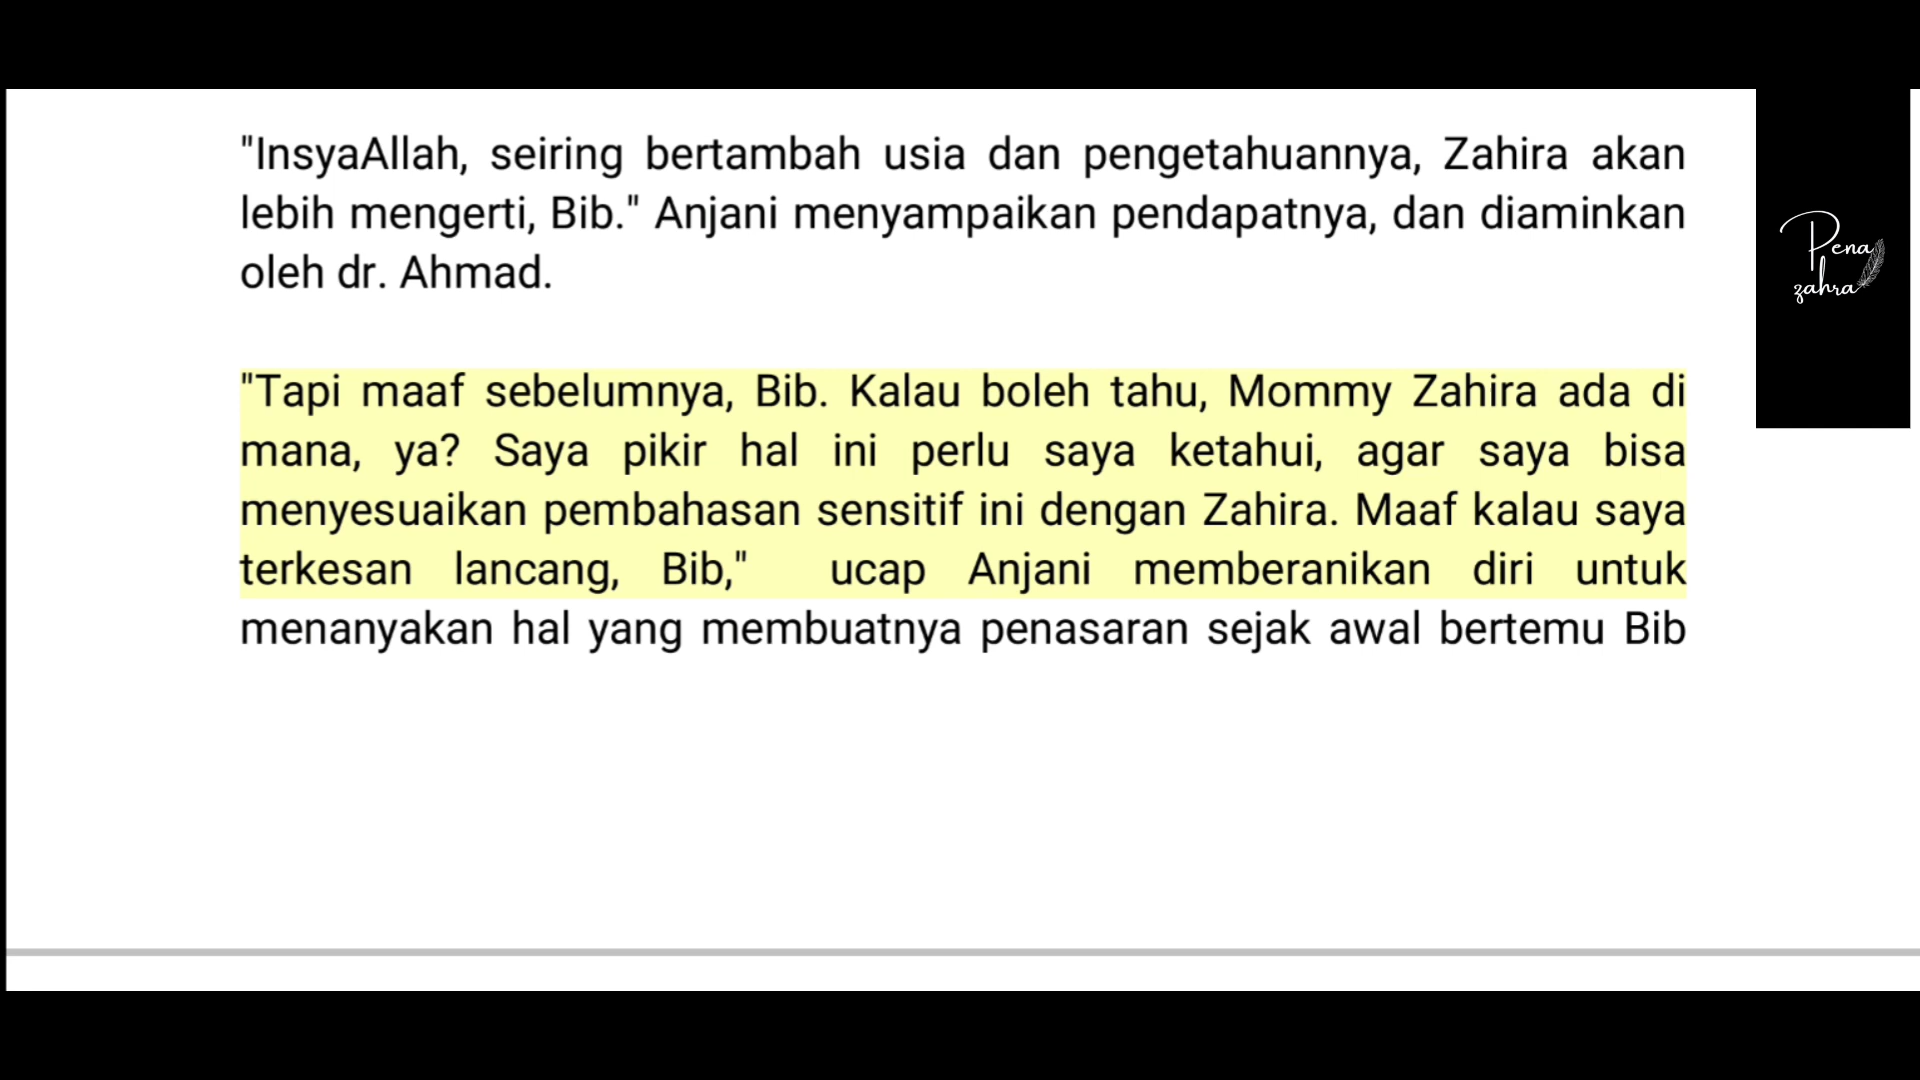 "InsyaAllah, seiring bertambah usia dan pengetahuannya, Zahira akan
lebih mengerti, Bib." Anjani menyampaikan pendapatnya, dan diaminkan
oleh dr. Ahmad.
"Tapi maaf sebelumnya, Bib. Kalau boleh tahu, Mommy Zahira ada di
mana, ya? Saya pikir hal ini perlu saya ketahui, agar saya bisa
menyesuaikan pembahasan sensitif ini dengan Zahira. Maaf kalau saya
terkesan lancang, Bib," ucap Anjani memberanikan diri untuk
menanyakan hal yang membuatnya penasaran sejak awal bertemu Bib
Pena
zahra